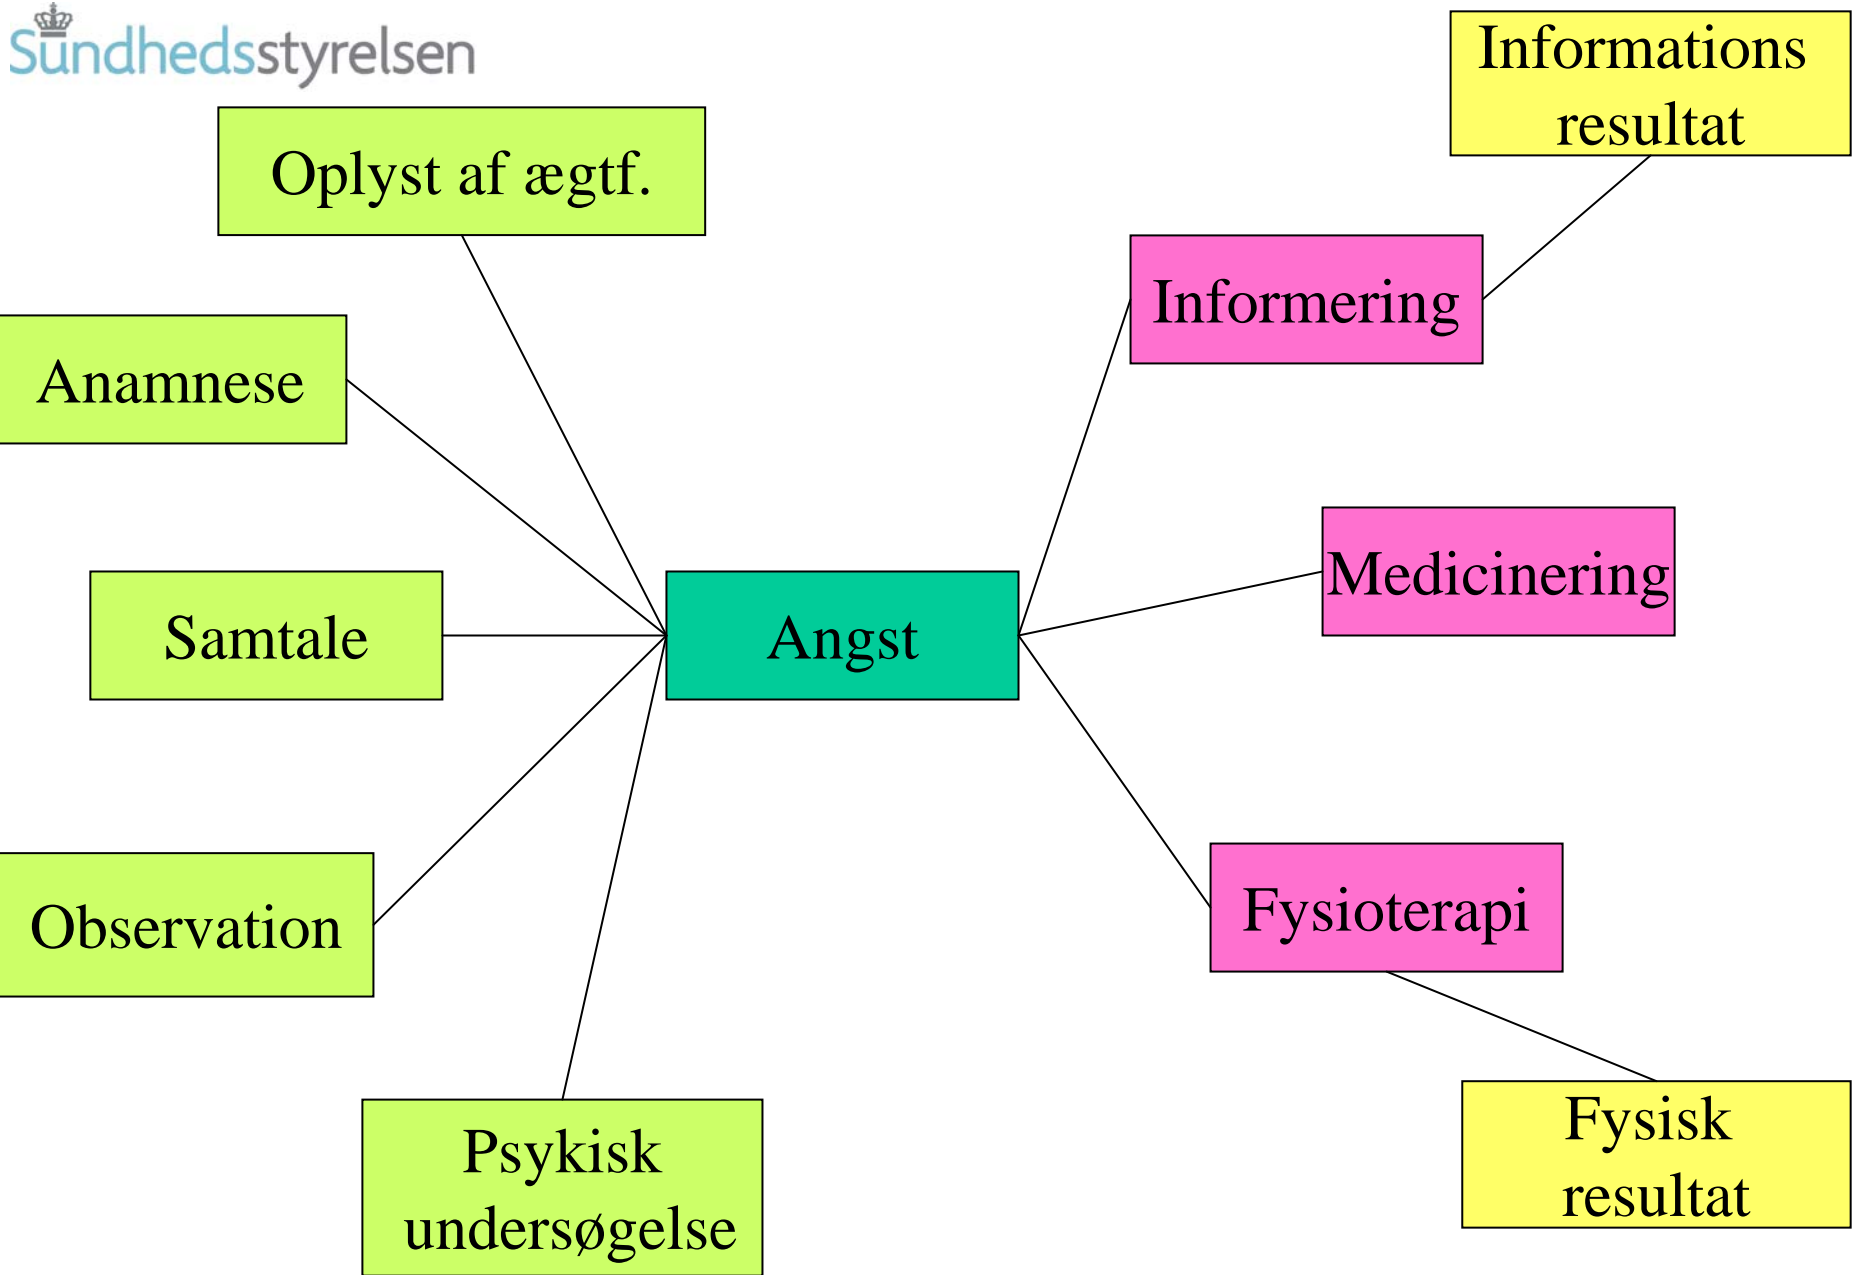 Sundhedsstyrelsen
Informations
resultat
Oplyst af ægtf.
Informering
Anamnese
Medicinering
Samtale
Angst
Observation
Fysioterapi
Psykisk
undersøgelse
Fysisk
resultat